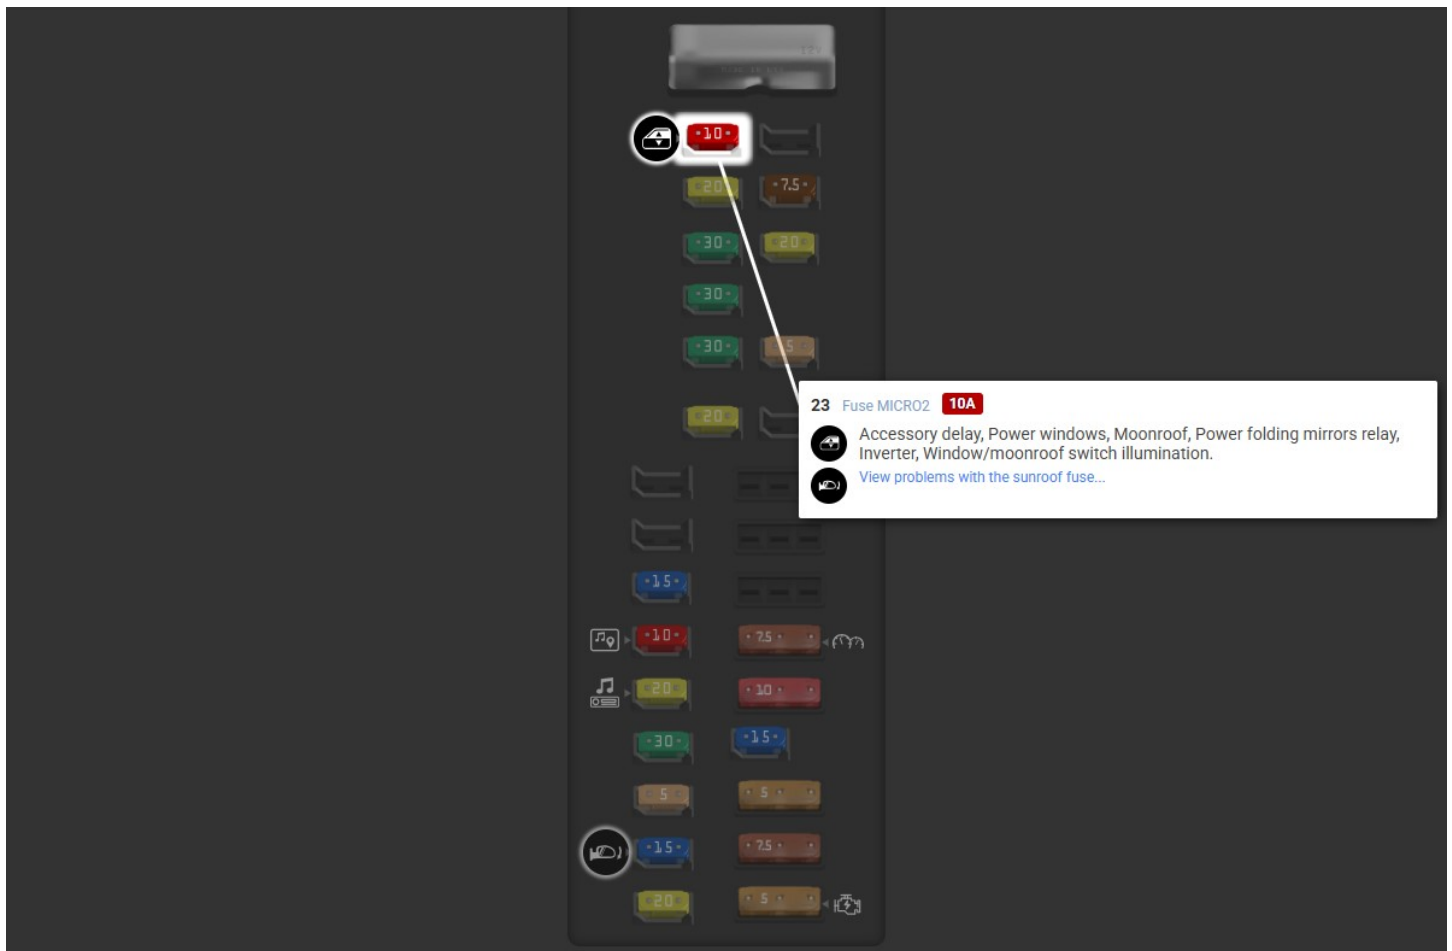 12V
10
20 7.5
30 20
30
30 5
20
23 Fuse MICRO2 10A
Accessory delay, Power windows, Moonroof, Power folding mirrors relay,
Inverter, Window/moonroof switch illumination.
View problems with the sunroof fuse...
15
10 7.5
20 10
30 15
5 5
15 7.5
20 5